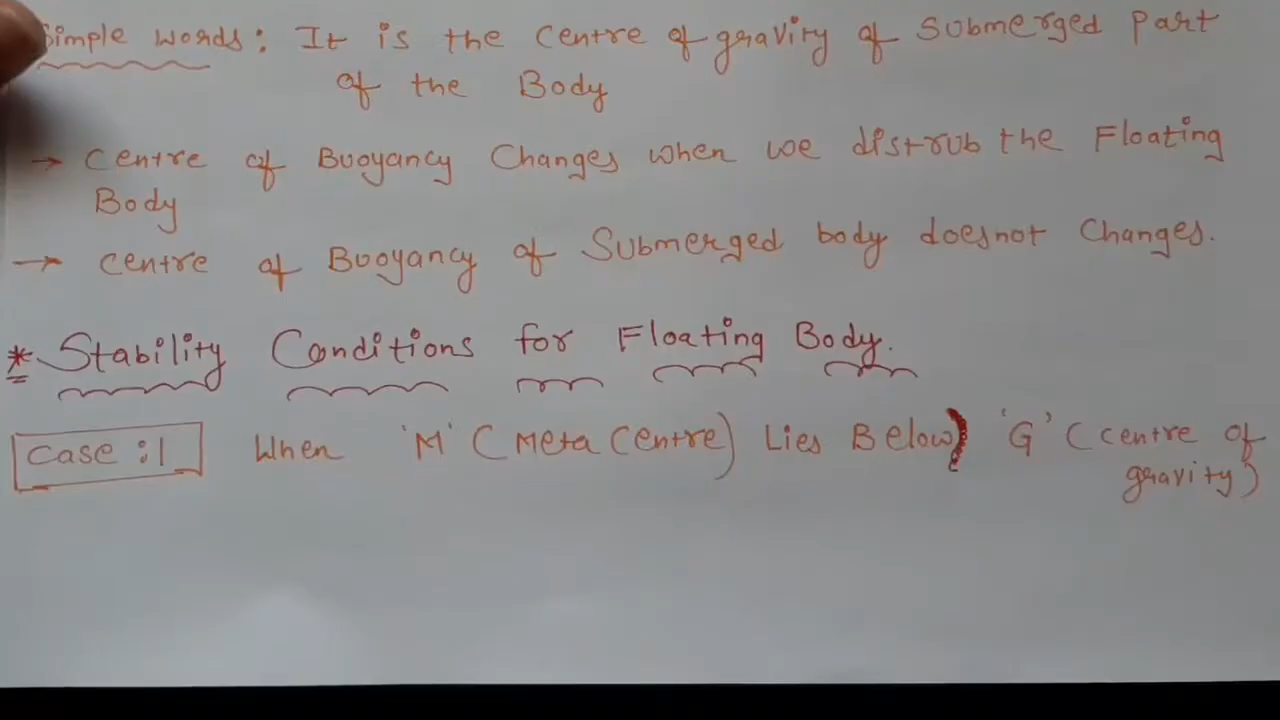 Simple words: It is the centre of gravity of submerged part
of the Body
→ Centre of Buoyancy Changes when we distrub the Floating
Body
→ Centre of Buoyancy of Submerged body doesnot Changes.
* Stability Conditions for Floating Body.
Case :1 When 'M' (Meta Centre) Lies Below 'G' (centre of
gravity)